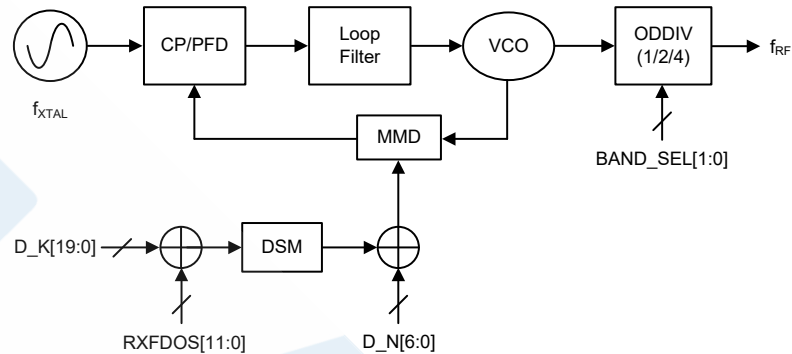 CP/PFD
Loop
Filter
VCO
ODDIV
(1/2/4)
fRF
fXTAL
MMD
BAND_SEL[1:0]
D_K[19:0]
DSM
RXFDOS[11:0]
D_N[6:0]